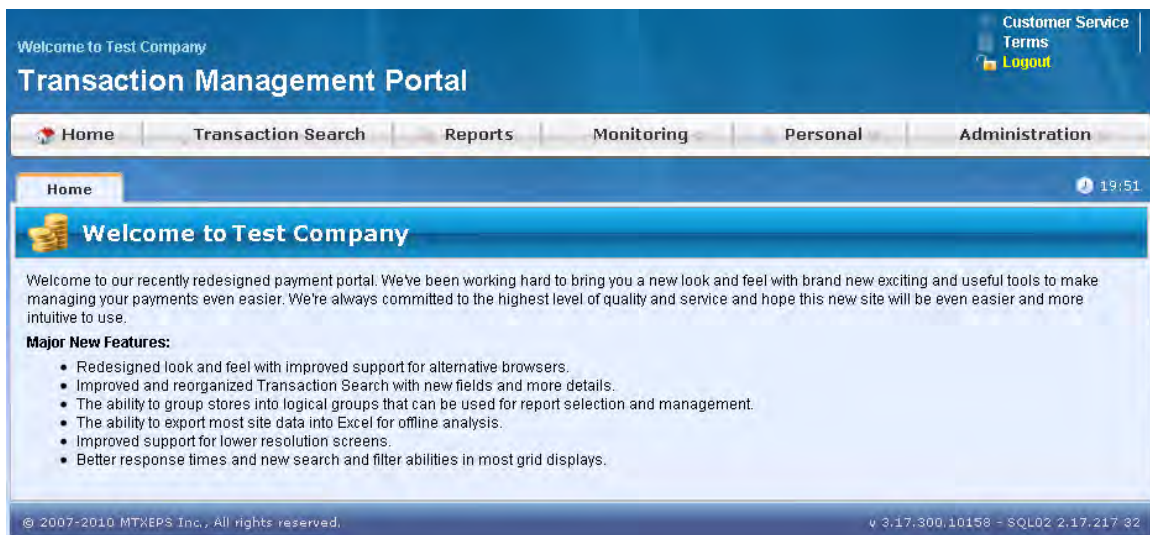 Customer Service
Welcome to Test Company
Terms
Logout
Transaction Management Portal
Home Transaction Search Reports Monitoring Personal Administration
Home 19:51
Welcome to Test Company
Welcome to our recently redesigned payment portal. We've been working hard to bring you a new look and feel with brand new exciting and useful tools to make
managing your payments even easier. We're always committed to the highest level of quality and service and hope this new site will be even easier and more
intuitive to use.
Major New Features:
• Redesigned look and feel with improved support for alternative browsers.
• Improved and reorganized Transaction Search with new fields and more details.
• The ability to group stores into logical groups that can be used for report selection and management.
• The ability to export most site data into Excel for offline analysis.
• Improved support for lower resolution screens.
• Better response times and new search and filter abilities in most grid displays.
© 2007-2010 MTXEPS Inc., All rights reserved. v 3.17.300.10158 - SQL02 2.17.217 32